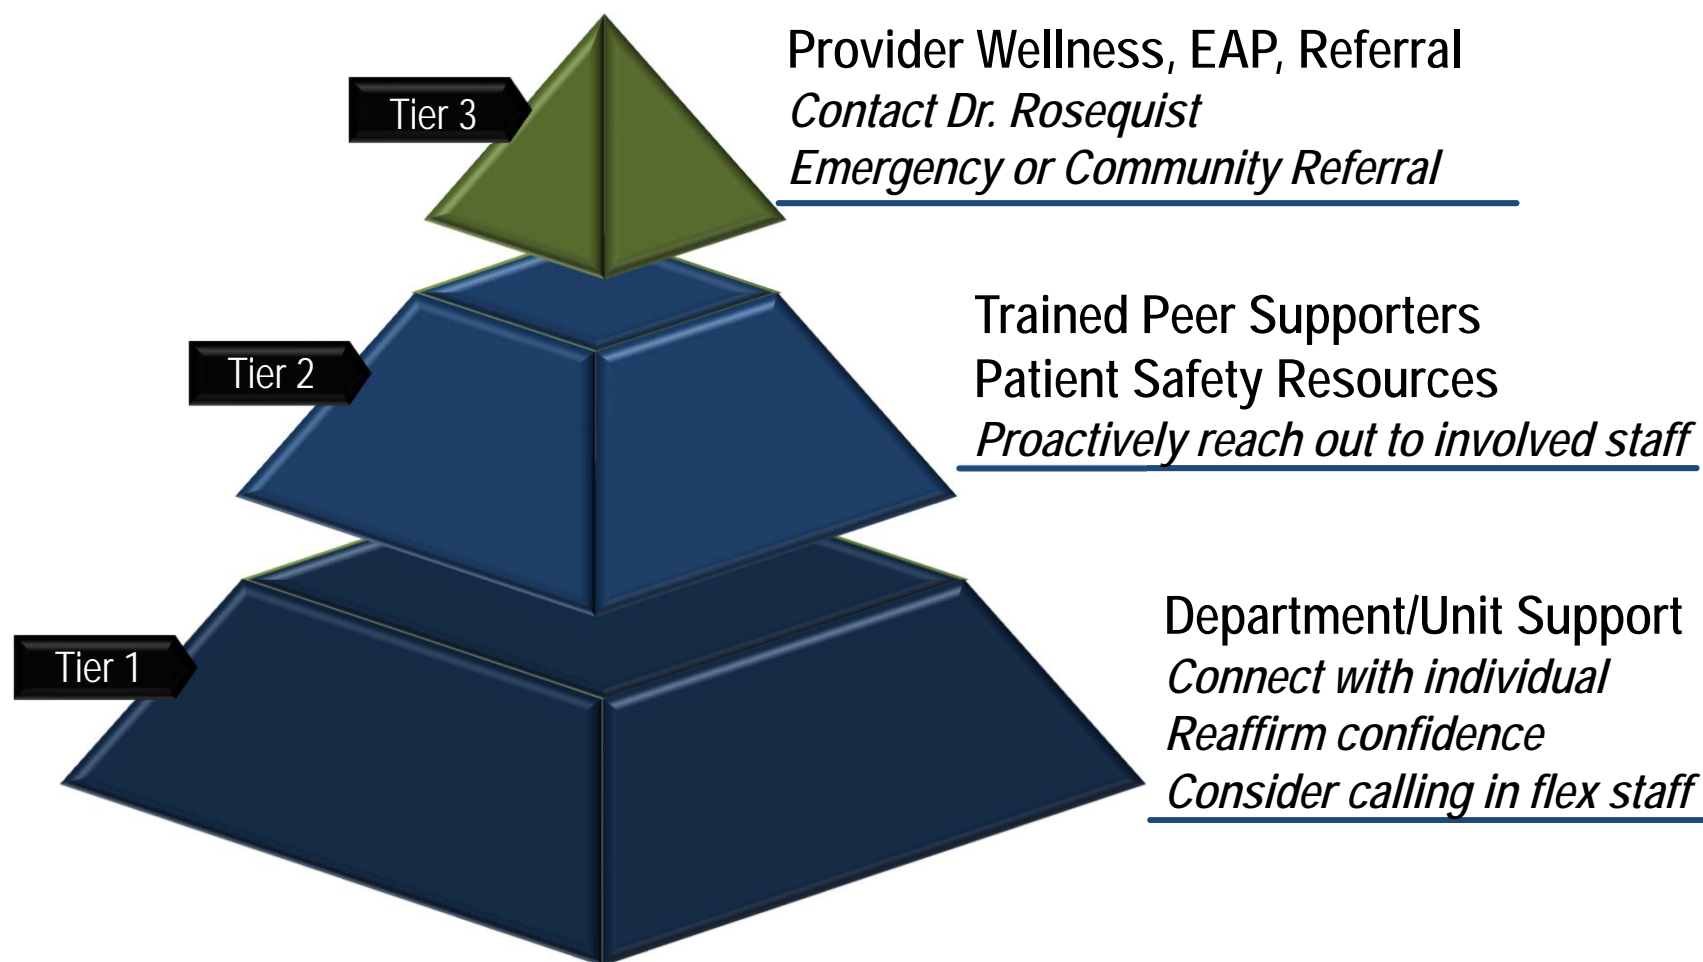 Tier 3
Provider Wellness, EAP, Referral
Contact Dr. Rosequist
Emergency or Community Referral
Tier 2
Trained Peer Supporters
Patient Safety Resources
Proactively reach out to involved staff
Tier 1
Department/Unit Support
Connect with individual
Reaffirm confidence
Consider calling in flex staff